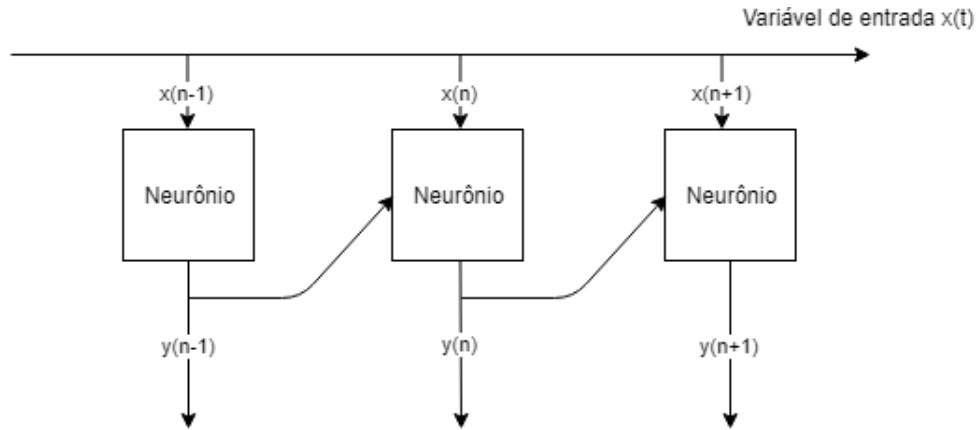 Variável de entrada x(t)
x(n-1)
x(n)
x(n+1)
Neurônio
Neurônio
Neurônio
y(n-1)
y(n)
y(n+1)